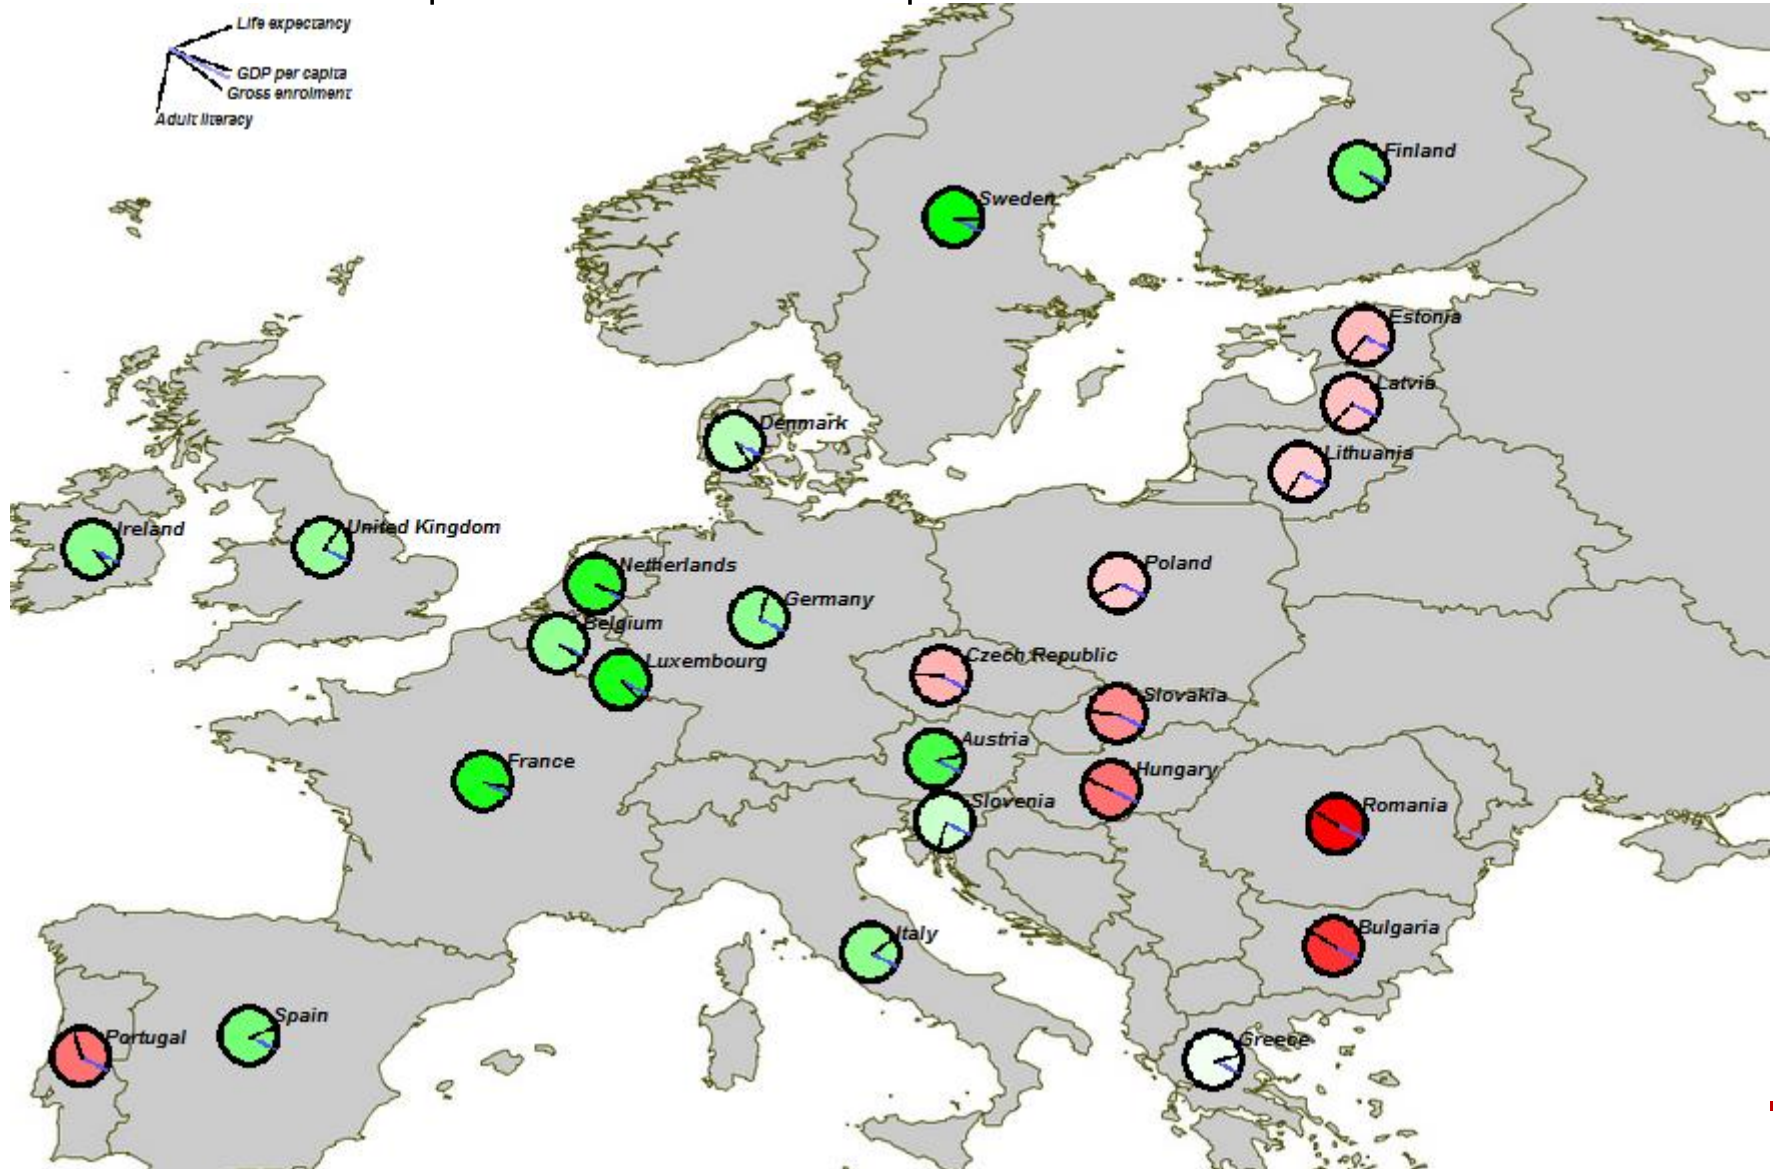 Life expectancy
GDP per capita
Gross enrolment
Adult literacy
Finland
Sweden
Estonia
Latvia
Denmark
Lithuania
Ireland
United Kingdom
Netherlands
Poland
Germany
Belgium
Luxembourg
Czech Republic
Slovakia
Austria
France
Hungary
Slovenia
Romania
Italy
Bulgaria
Spain
Portugal
Greece